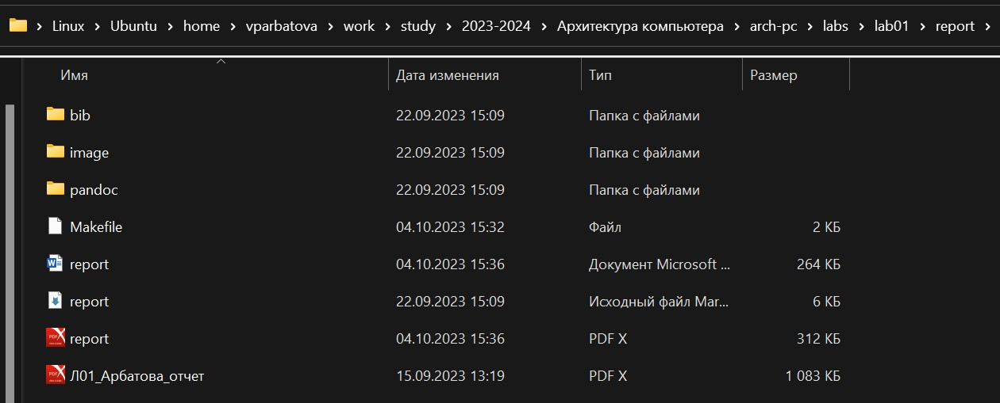 Linux > Ubuntu > home > vparbatova > work > study > 2023-2024 > Архитектура компьютера > arch-pc > labs > lab01 > report >
Имя Дата изменения Тип Размер
bib 22.09.2023 15:09 Папка с файлами
image 22.09.2023 15:09 Папка с файлами
pandoc 22.09.2023 15:09 Папка с файлами
Makefile 04.10.2023 15:32 Файл 2 КБ
report 04.10.2023 15:36 Документ Microsoft ... 264 КБ
report 22.09.2023 15:09 Исходный файл Mar... 6 КБ
report 04.10.2023 15:36 PDF X 312 КБ
Л01_Арбатова_отчет 15.09.2023 13:19 PDF X 1 083 КБ